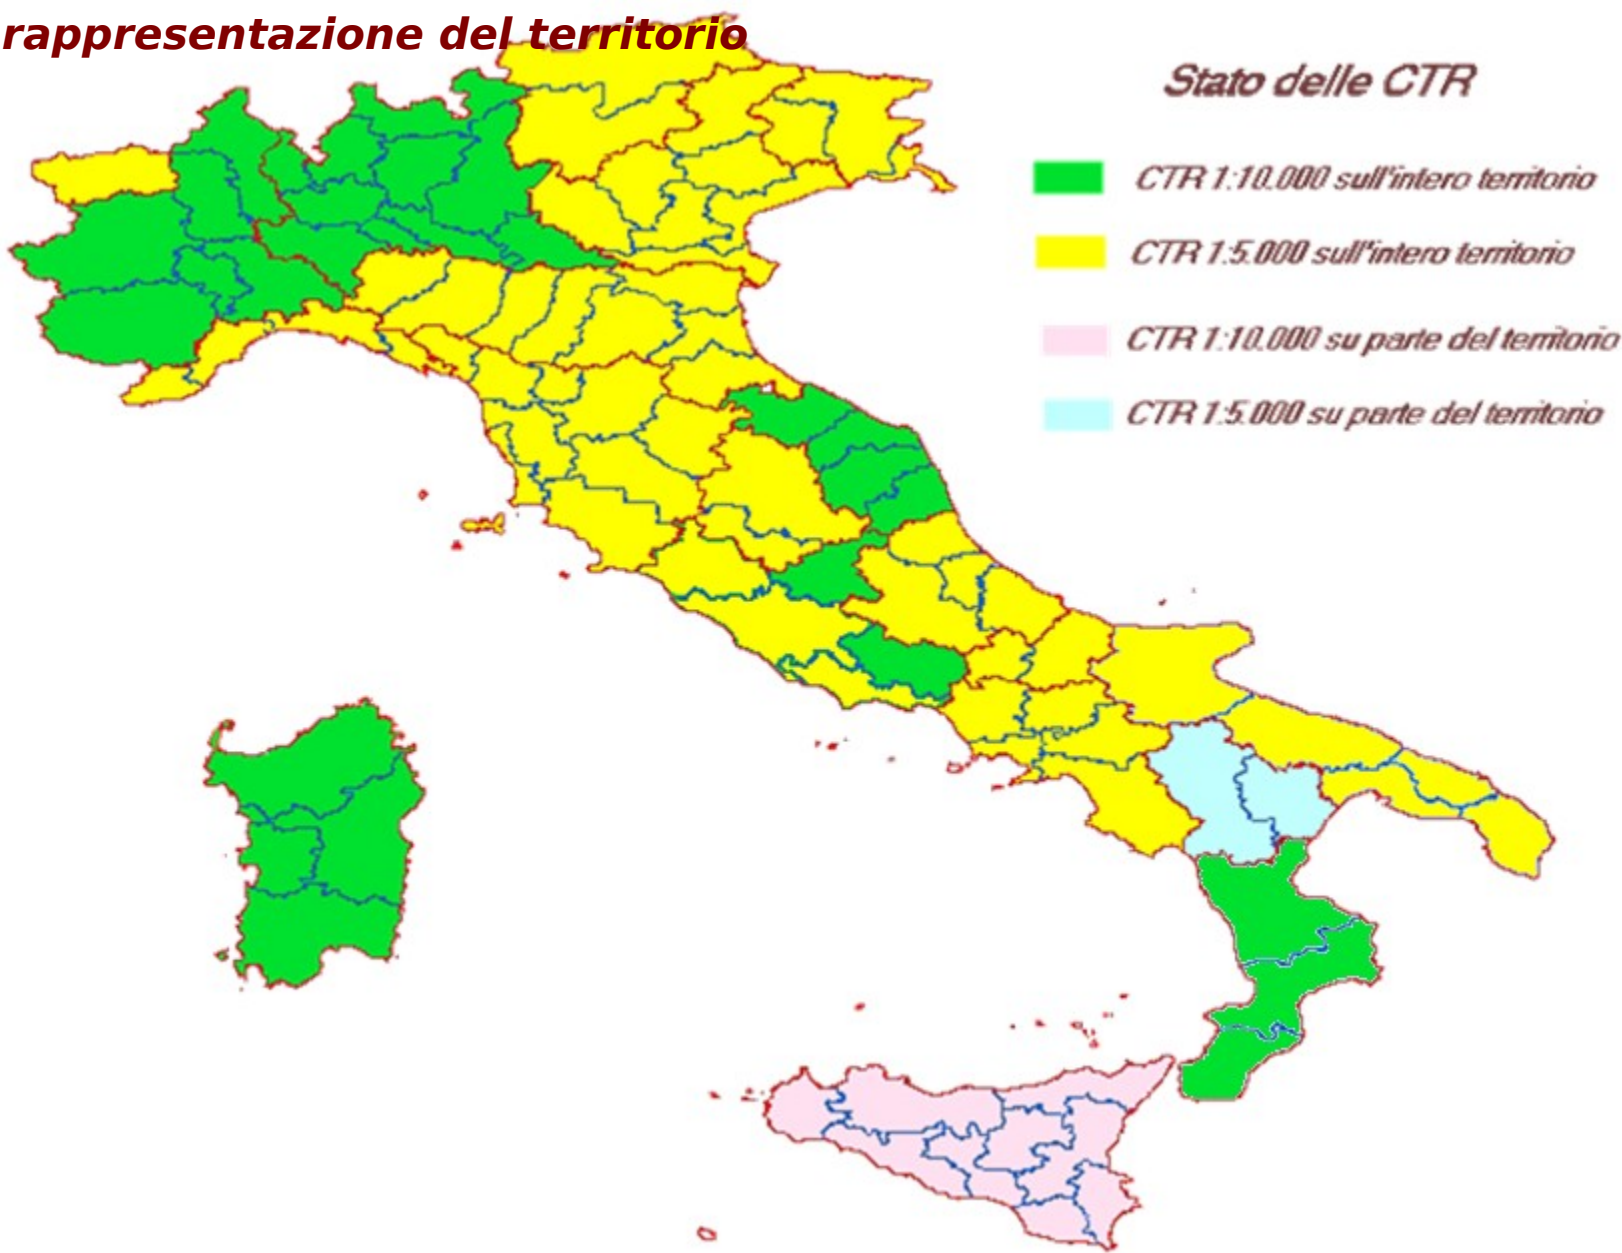 rappresentazione del territorio
Stato delle CTR
CTR 1:10.000 sull'intero territorio
CTR 1:5.000 sull'intero territorio
CTR 1:10.000 su parte del territorio
CTR 1:5.000 su parte del territorio